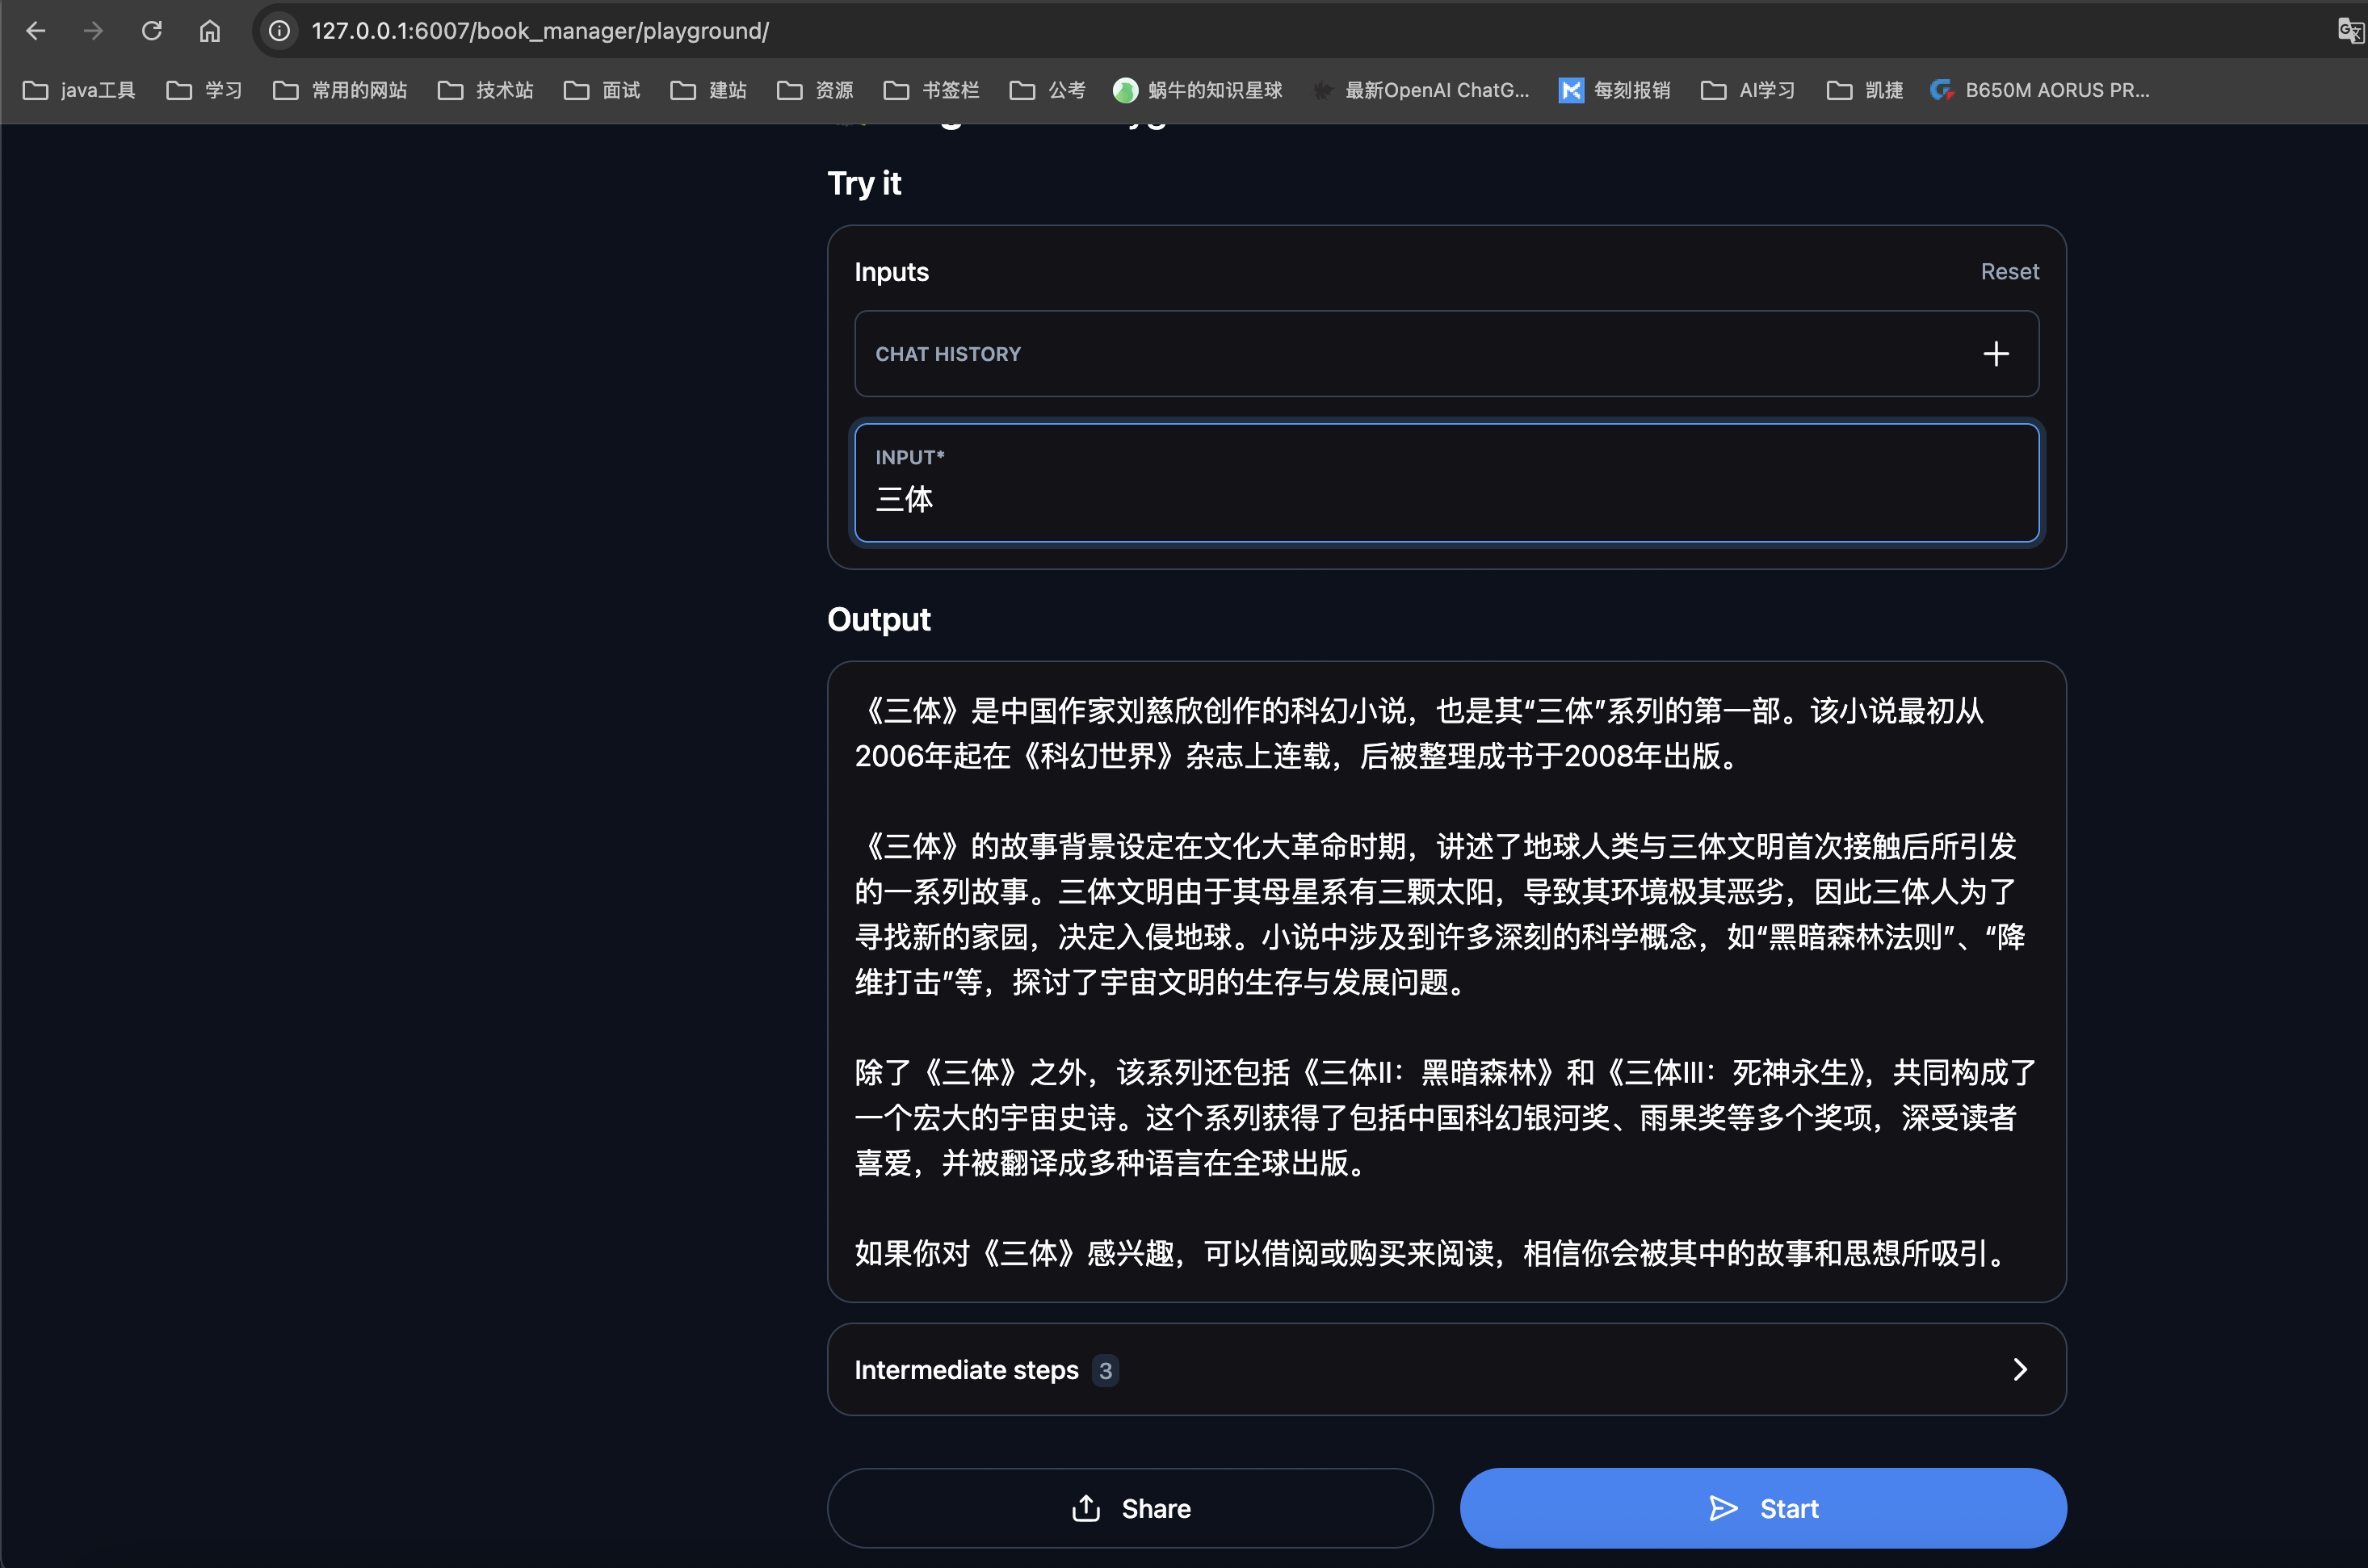 127.0.0.1:6007/book_manager/playground/
java工具 学习 常用的网站 技术站 面试 建站 资源 书签栏 公考 蜗牛的知识星球 最新OpenAI ChatG... 每刻报销 AI学习 凯捷 B650M AORUS PR...
Try it
Inputs Reset
CHAT HISTORY
INPUT*
三体
Output
《三体》是中国作家刘慈欣创作的科幻小说，也是其“三体”系列的第一部。该小说最初从
2006年起在《科幻世界》杂志上连载，后被整理成书于2008年出版。
《三体》的故事背景设定在文化大革命时期，讲述了地球人类与三体文明首次接触后所引发
的一系列故事。三体文明由于其母星系有三颗太阳，导致其环境极其恶劣，因此三体人为了
寻找新的家园，决定入侵地球。小说中涉及到许多深刻的科学概念，如“黑暗森林法则”、“降
维打击”等，探讨了宇宙文明的生存与发展问题。
除了《三体》之外，该系列还包括《三体II：黑暗森林》和《三体III：死神永生》，共同构成了
一个宏大的宇宙史诗。这个系列获得了包括中国科幻银河奖、雨果奖等多个奖项，深受读者
喜爱，并被翻译成多种语言在全球出版。
如果你对《三体》感兴趣，可以借阅或购买来阅读，相信你会被其中的故事和思想所吸引。
Intermediate steps 3
Share Start